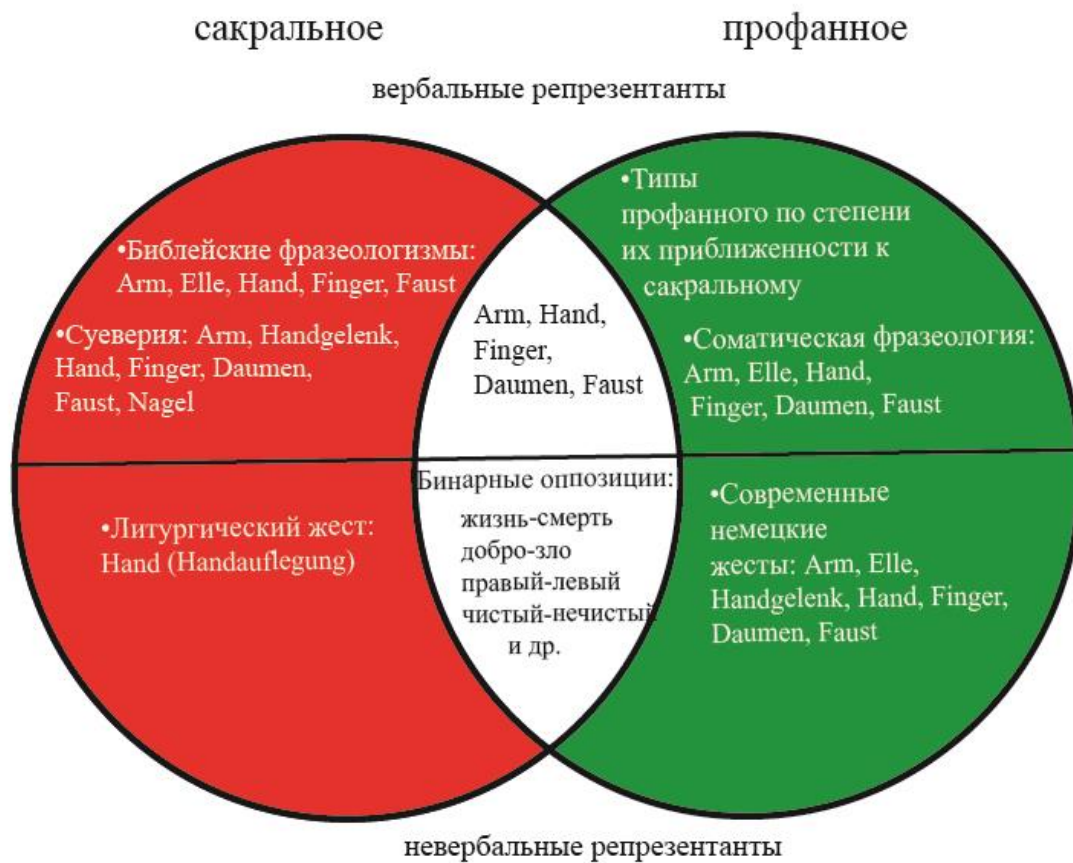 сакральное
профанное
вербальные репрезентанты
•Библейские фразеологизмы:
Arm, Elle, Hand, Finger, Faust
•Суеверия: Arm, Handgelenk,
Hand, Finger, Daumen,
Faust, Nagel
Arm, Hand,
Finger,
Daumen, Faust
•Типы
профанного по степени
их приближенности к
сакральному
•Соматическая фразеология:
Arm, Elle, Hand,
Finger, Daumen, Faust
•Литургический жест:
Hand (Handauflegung)
Бинарные оппозиции:
жизнь-смерть
добро-зло
правый-левый
чистый-нечистый
и др.
•Современные
немецкие
жесты: Arm, Elle,
Handgelenk, Hand, Finger,
Daumen, Faust
невербальные репрезентанты